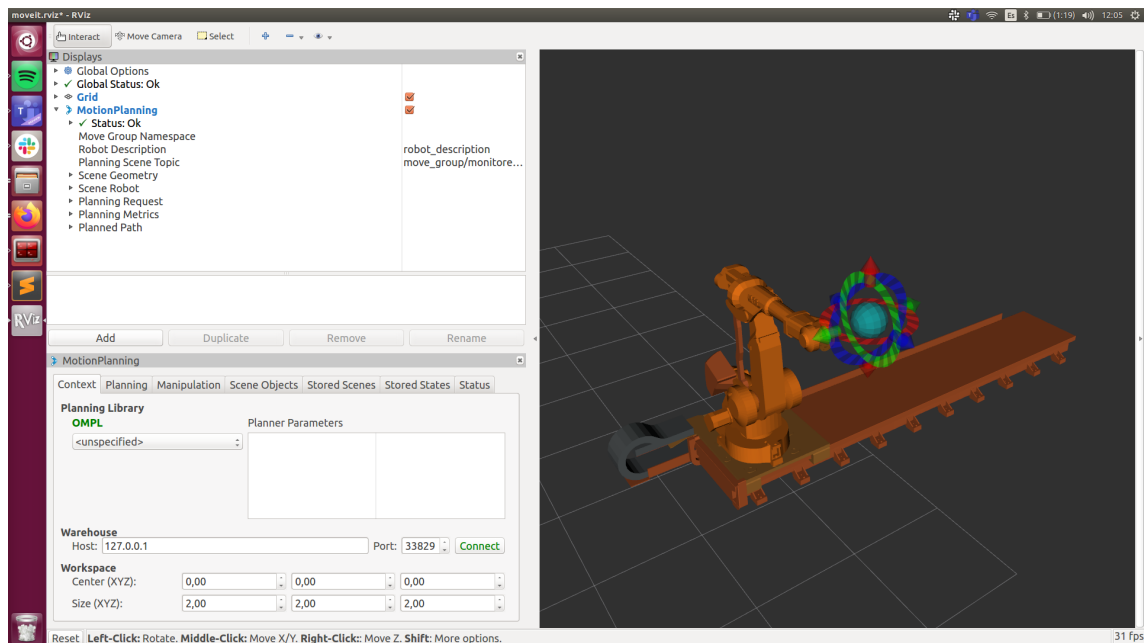 moveit.rviz* - RViz
Es (1:19) 12:05
Interact Move Camera Select
Displays
Global Options
Global Status: Ok
Grid
MotionPlanning
Status: Ok
Move Group Namespace
Robot Description robot_description
Planning Scene Topic move_group/monitore...
Scene Geometry
Scene Robot
Planning Request
Planning Metrics
Planned Path
RViz
Add Duplicate Remove Rename
MotionPlanning
Context Planning Manipulation Scene Objects Stored Scenes Stored States Status
Planning Library
OMPL Planner Parameters
<unspecified>
Warehouse
Host: 127.0.0.1 Port: 33829 Connect
Workspace
Center (XYZ): 0,00 0,00 0,00
Size (XYZ): 2,00 2,00 2,00
Reset Left-Click: Rotate. Middle-Click: Move X/Y. Right-Click:: Move Z. Shift: More options. 31 fps